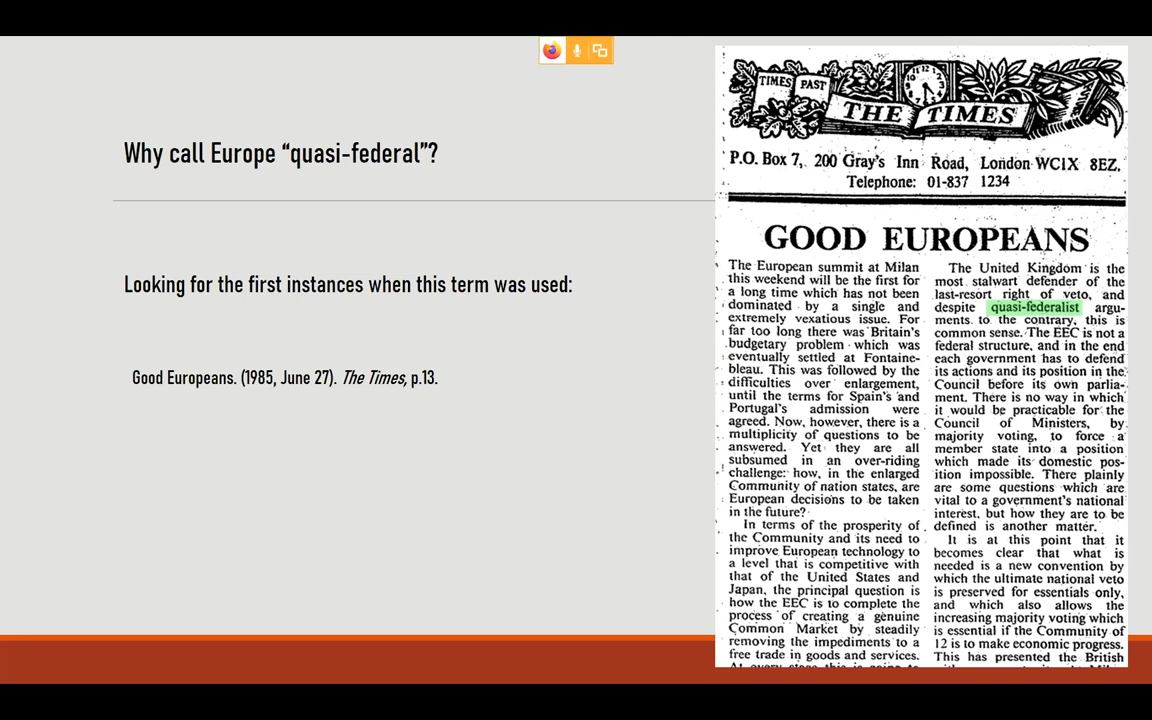 Why call Europe “quasi-federal”?
Looking for the first instances when this term was used:
Good Europeans. (1985, June 27). The Times, p.13.
TIMES PAST
THE TIMES
P.O. Box 7, 200 Gray's Inn Road, London WC1X 8EZ.
Telephone: 01-837 1234
GOOD EUROPEANS
The European summit at Milan
this weekend will be the first for
a long time which has not been
dominated by a single and
extremely vexatious issue. For
far too long there was Britain's
budgetary problem which was
eventually settled at Fontaine-
bleau. This was followed by the
difficulties over enlargement,
until the terms for Spain's and
Portugal's admission were
agreed. Now, however, there is a
multiplicity of questions to be
answered. Yet they are all
subsumed in an over-riding
challenge: how, in the enlarged
Community of nation states, are
European decisions to be taken
in the future?
In terms of the prosperity of
the Community and its need to
improve European technology to
a level that is competitive with
that of the United States and
Japan, the principal question is
how the EEC is to complete the
process of creating a genuine
Common Market by steadily
removing the impediments to a
free trade in goods and services.
At every stage this is going to
The United Kingdom is the
most stalwart defender of the
last-resort right of veto, and
despite quasi-federalist argu-
ments to the contrary, this is
common sense. The EEC is not a
federal structure, and in the end
each government has to defend
its actions and its position in the
Council before its own parlia-
ment. There is no way in which
it would be practicable for the
Council of Ministers, by
majority voting, to force a
member state into a position
which made its domestic pos-
ition impossible. There plainly
are some questions which are
vital to a government's national
interest, but how they are to be
defined is another matter.
It is at this point that it
becomes clear that what is
needed is a new convention by
which the ultimate national veto
is preserved for essentials only,
and which also allows the
increasing majority voting which
is essential if the Community of
12 is to make economic progress.
This has presented the British